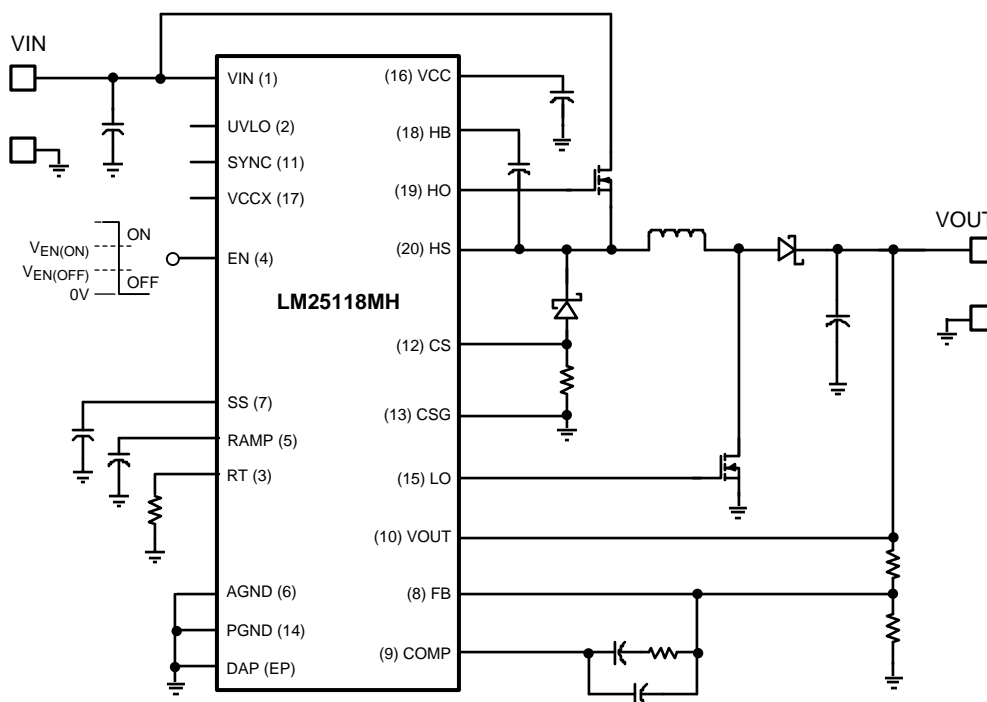 VIN
VOUT
LM25118MH
VIN (1)
UVLO (2)
SYNC (11)
VCCX (17)
EN (4)
SS (7)
RAMP (5)
RT (3)
AGND (6)
PGND (14)
DAP (EP)
(16) VCC
(18) HB
(19) HO
(20) HS
(12) CS
(13) CSG
(15) LO
(10) VOUT
(8) FB
(9) COMP
ON
VEN(ON)
VEN(OFF)
OFF
0V